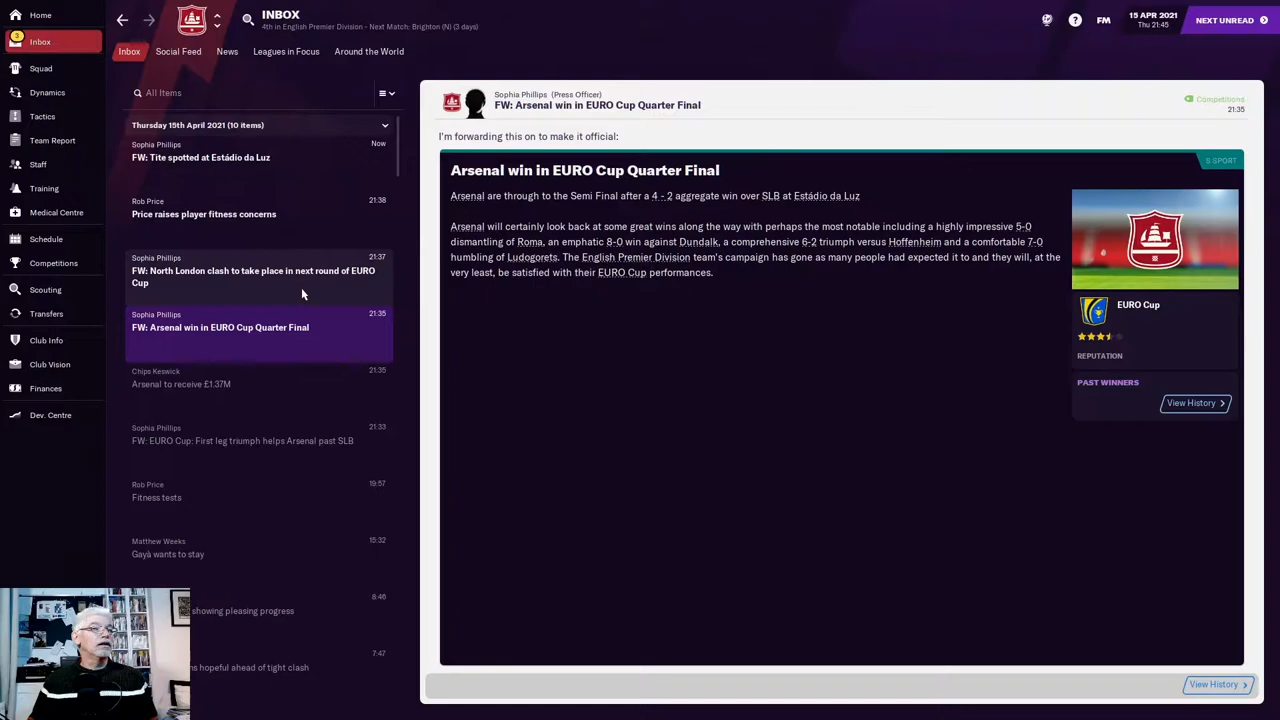 Home
INBOX
4th in English Premier Division - Next Match: Brighton (N) (3 days)
?
FM
15 APR 2021
Thu 21:45
NEXT UNREAD
3
Inbox
Squad
Dynamics
Tactics
Team Report
Staff
Training
Medical Centre
Schedule
Competitions
Scouting
Transfers
Club Info
Club Vision
Finances
Dev. Centre
Inbox
Social Feed
News
Leagues in Focus
Around the World
All Items
Thursday 15th April 2021 (10 items)
Sophia Phillips
Now
FW: Tite spotted at Estádio da Luz
Rob Price
21:38
Price raises player fitness concerns
Sophia Phillips
21:37
FW: North London clash to take place in next round of EURO
Cup
Sophia Phillips
21:35
FW: Arsenal win in EURO Cup Quarter Final
Chips Keswick
21:35
Arsenal to receive £1.37M
Sophia Phillips
21:33
FW: EURO Cup: First leg triumph helps Arsenal past SLB
Rob Price
19:57
Fitness tests
Matthew Weeks
15:32
Gayà wants to stay
8:46
showing pleasing progress
7:47
hopeful ahead of tight clash
Sophia Phillips (Press Officer)
FW: Arsenal win in EURO Cup Quarter Final
Competitions
21:35
I'm forwarding this on to make it official:
S SPORT
Arsenal win in EURO Cup Quarter Final
Arsenal are through to the Semi Final after a 4 - 2 aggregate win over SLB at Estádio da Luz
Arsenal will certainly look back at some great wins along the way with perhaps the most notable including a highly impressive 5-0
dismantling of Roma, an emphatic 8-0 win against Dundalk, a comprehensive 6-2 triumph versus Hoffenheim and a comfortable 7-0
humbling of Ludogorets. The English Premier Division team's campaign has gone as many people had expected it to and they will, at the
very least, be satisfied with their EURO Cup performances.
EURO Cup
REPUTATION
PAST WINNERS
View History
View History